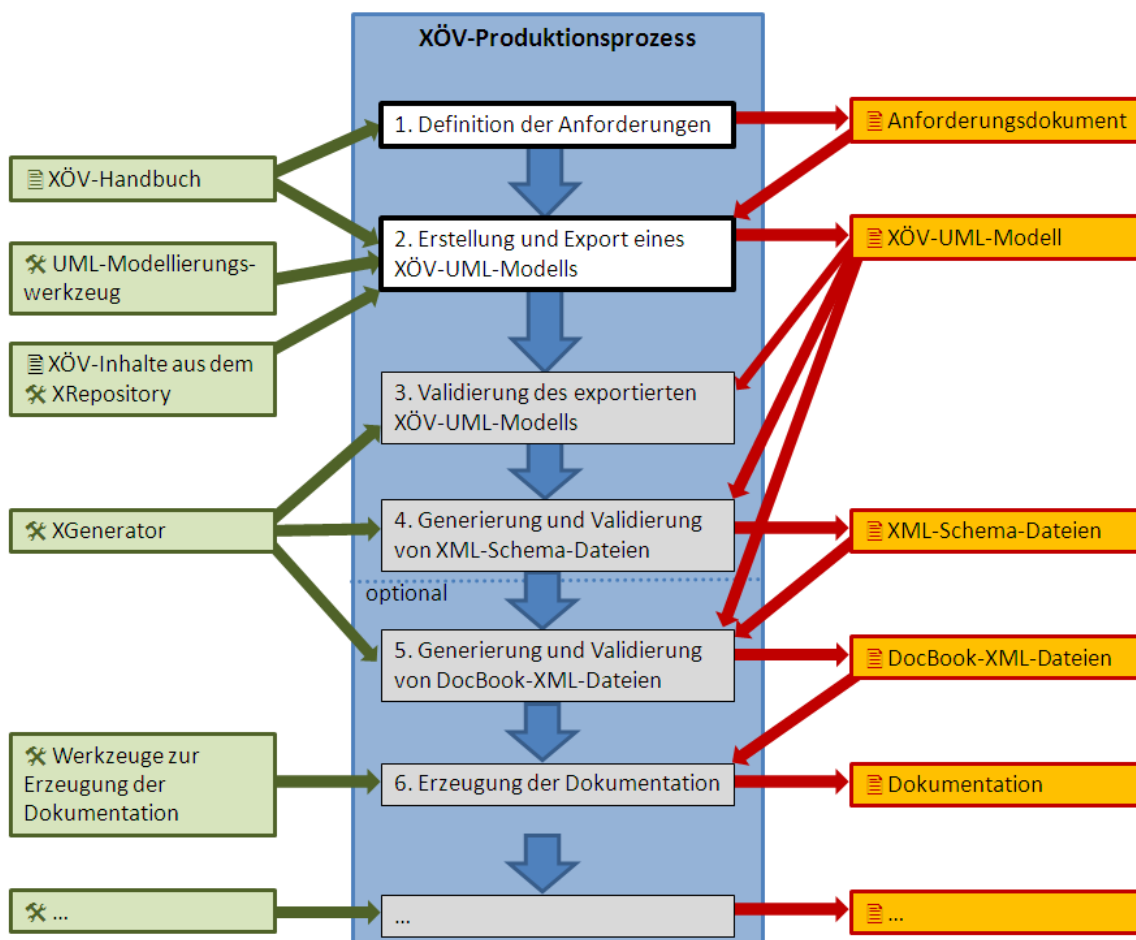 XÖV-Produktionsprozess
1. Definition der Anforderungen
Anforderungsdokument
XÖV-Handbuch
2. Erstellung und Export eines
XÖV-UML-Modells
XÖV-UML-Modell
UML-Modellierungs-
werkzeug
XÖV-Inhalte aus dem
XRepository
3. Validierung des exportierten
XÖV-UML-Modells
XGenerator
4. Generierung und Validierung
von XML-Schema-Dateien
XML-Schema-Dateien
optional
5. Generierung und Validierung
von DocBook-XML-Dateien
DocBook-XML-Dateien
Werkzeuge zur
Erzeugung der
Dokumentation
6. Erzeugung der Dokumentation
Dokumentation
...
...
...